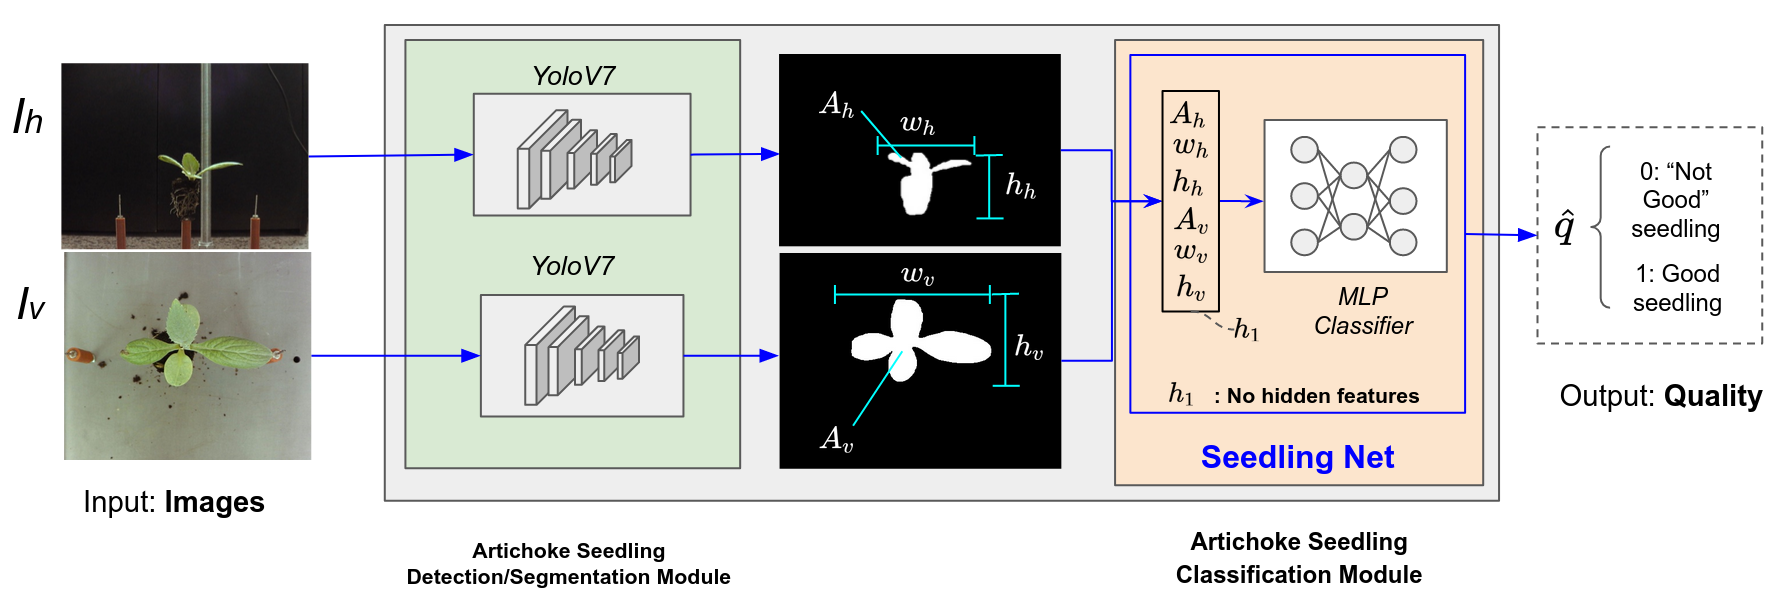 I_h
I_v
Input: Images
YoloV7
YoloV7
Artichoke Seedling
Detection/Segmentation Module
A_h
w_h
h_h
w_v
h_v
A_v
A_h
w_h
h_h
A_v
w_v
h_v
h_1
MLP
Classifier
h_1 : No hidden features
Seedling Net
Artichoke Seedling
Classification Module
q̂
0: “Not
Good”
seedling
1: Good
seedling
Output: Quality